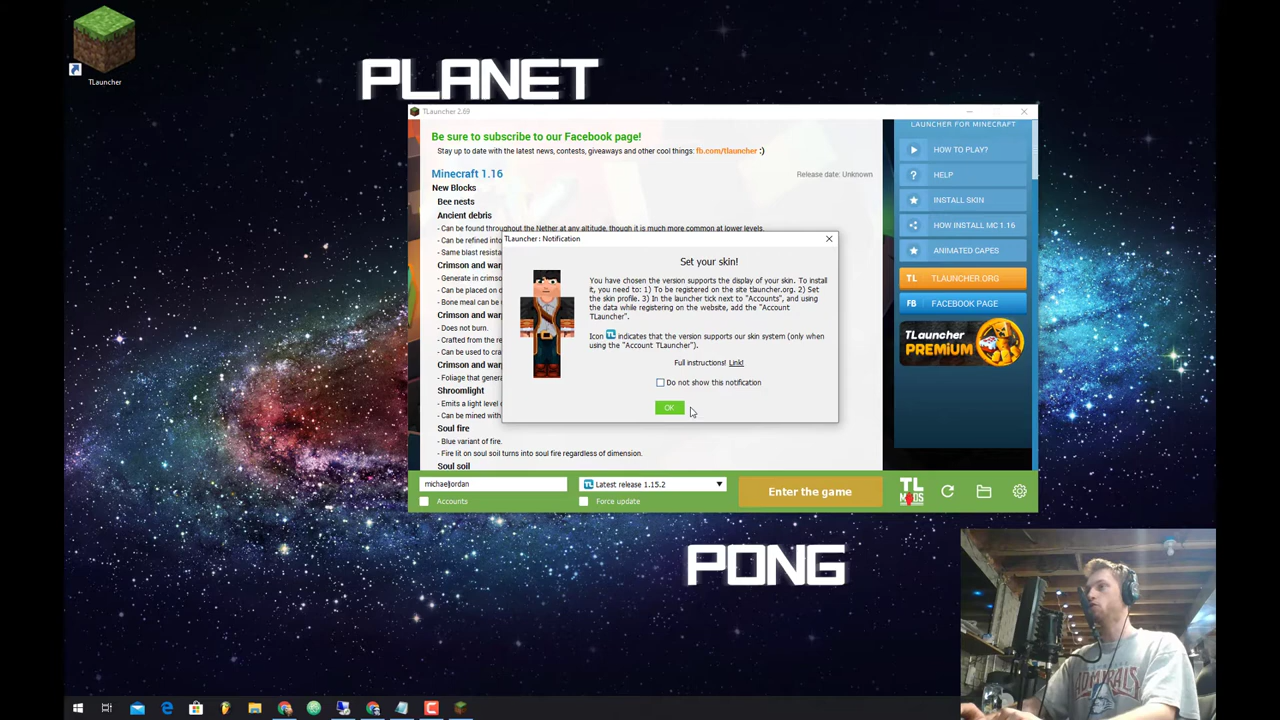 TLauncher
PLANET
TLauncher 2.69
Be sure to subscribe to our Facebook page!
Stay up to date with the latest news, contests, giveaways and other cool things: fb.com/tlauncher :)
Minecraft 1.16
Release date: Unknown
New Blocks
Bee nests
Ancient debris
- Can be found throughout the Nether at any altitude, though it is much more common at lower levels.
- Can be refined into
- Same blast resista
Crimson and warp
- Generate in crimso
- Can be placed on d
- Bone meal can be u
Crimson and warp
- Does not burn.
- Crafted from the re
- Can be used to cra
Crimson and warp
- Foliage that genera
Shroomlight
- Emits a light level o
- Can be mined with
Soul fire
- Blue variant of fire.
- Fire lit on soul soil turns into soul fire regardless of dimension.
Soul soil
TLauncher : Notification
Set your skin!
You have chosen the version supports the display of your skin. To install
it, you need to: 1) To be registered on the site tlauncher.org. 2) Set
the skin profile. 3) In the launcher tick next to "Accounts", and using
the data while registering on the website, add the "Account
TLauncher".
Icon TL indicates that the version supports our skin system (only when
using the "Account TLauncher").
Full instructions! Link!
Do not show this notification
OK
LAUNCHER FOR MINECRAFT
HOW TO PLAY?
? HELP
INSTALL SKIN
HOW INSTALL MC 1.16
ANIMATED CAPES
TL TLAUNCHER.ORG
FB FACEBOOK PAGE
TLauncher
PREMIUM
michaeljordan
TL Latest release 1.15.2
Enter the game
TL
MODS
Accounts
Force update
PONG
ADMIRALS